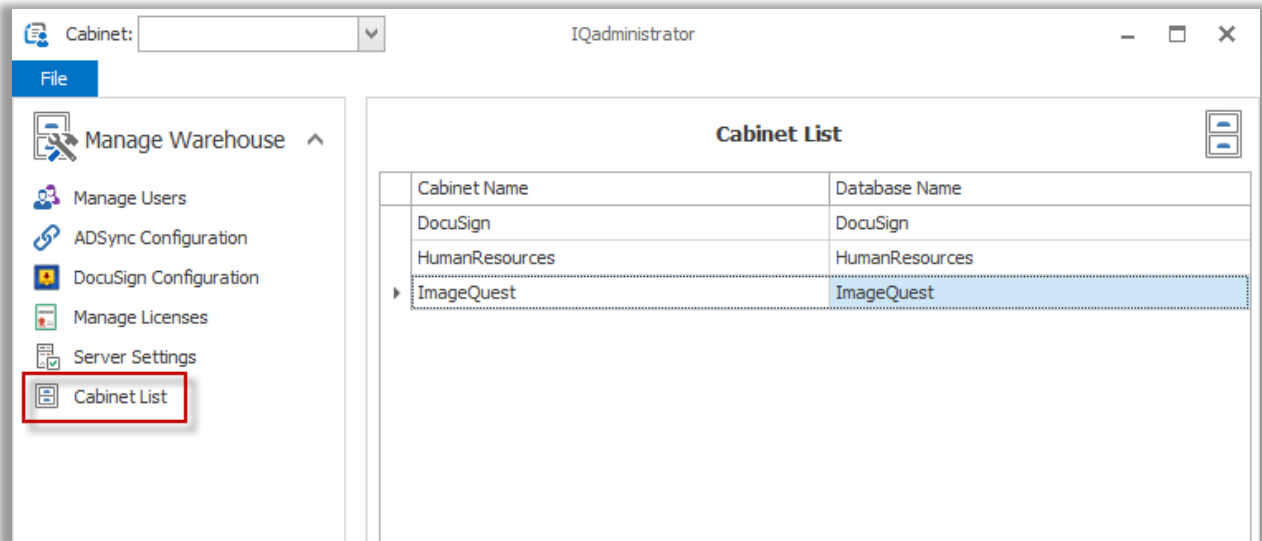 Cabinet:
IQadministrator
File
Manage Warehouse
Manage Users
ADSync Configuration
DocuSign Configuration
Manage Licenses
Server Settings
Cabinet List
Cabinet List
Cabinet Name Database Name
DocuSign DocuSign
HumanResources HumanResources
ImageQuest ImageQuest